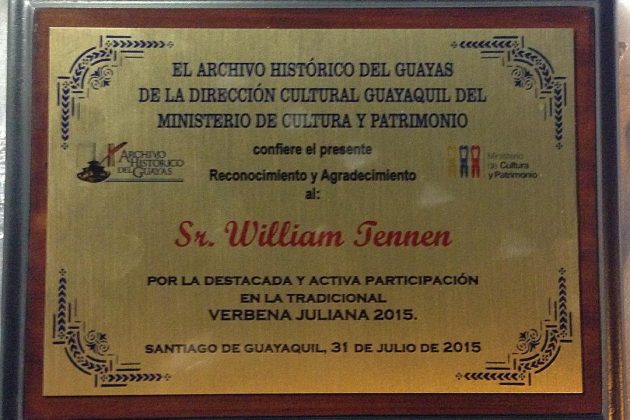 EL ARCHIVO HISTÓRICO DEL GUAYAS
DE LA DIRECCIÓN CULTURAL GUAYAQUIL DEL
MINISTERIO DE CULTURA Y PATRIMONIO
confiere el presente
ARCHIVO
HISTÓRICO
DEL GUAYAS
Ministerio
de Cultura
y Patrimonio
Reconocimiento y Agradecimiento
al:
Sr. William Tennen
POR LA DESTACADA Y ACTIVA PARTICIPACIÓN
EN LA TRADICIONAL
VERBENA JULIANA 2015.
SANTIAGO DE GUAYAQUIL, 31 DE JULIO DE 2015